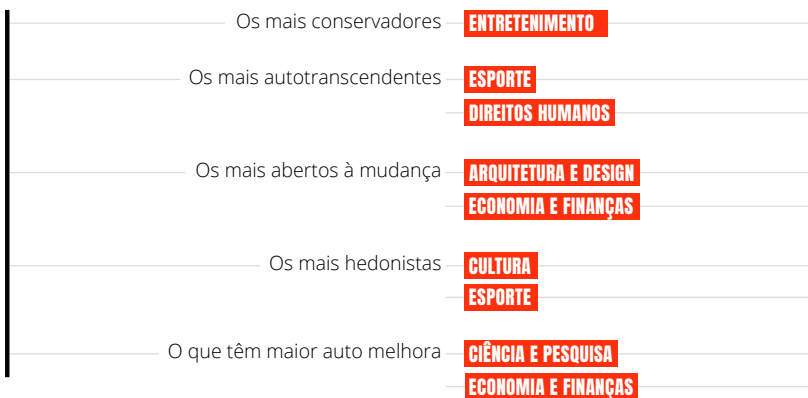 Os mais conservadores ENTRETENIMENTO
Os mais autotranscendentes ESPORTE
DIREITOS HUMANOS
Os mais abertos à mudança ARQUITETURA E DESIGN
ECONOMIA E FINANÇAS
Os mais hedonistas CULTURA
ESPORTE
O que têm maior auto melhora CIÊNCIA E PESQUISA
ECONOMIA E FINANÇAS